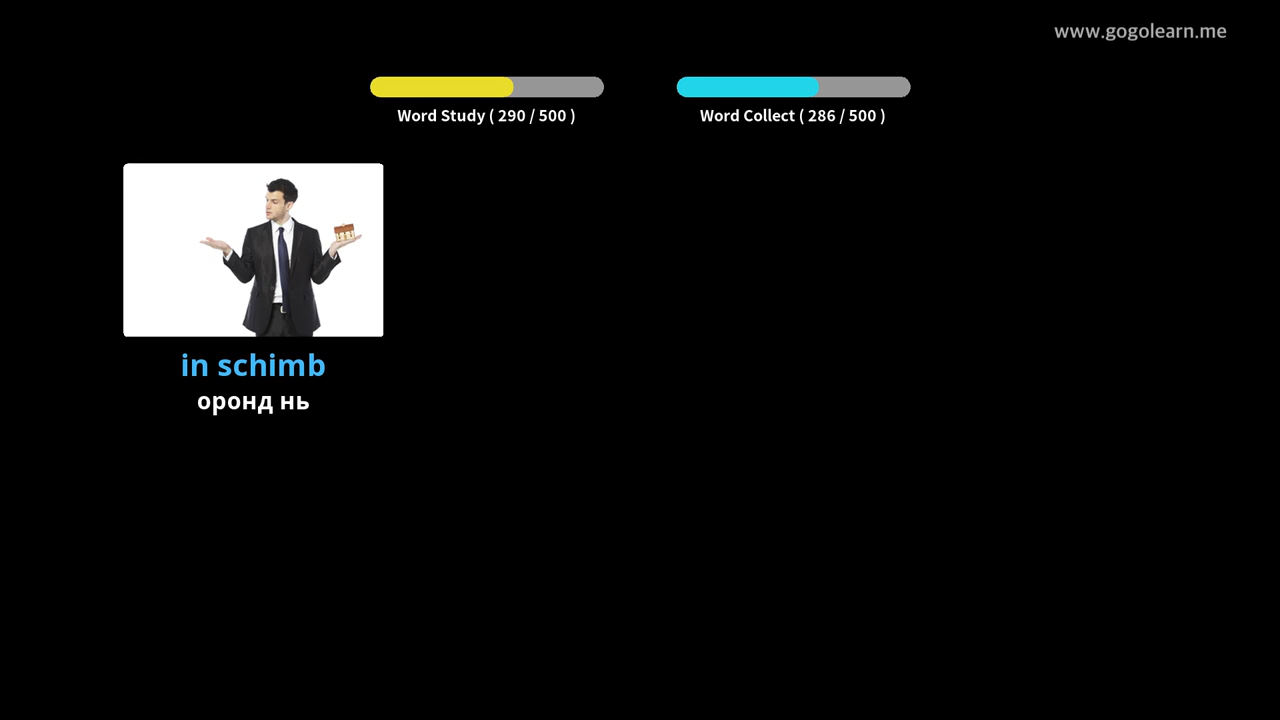 www.gogolearn.me
Word Study ( 290 / 500 )
Word Collect ( 286 / 500 )
in schimb
оронд нь